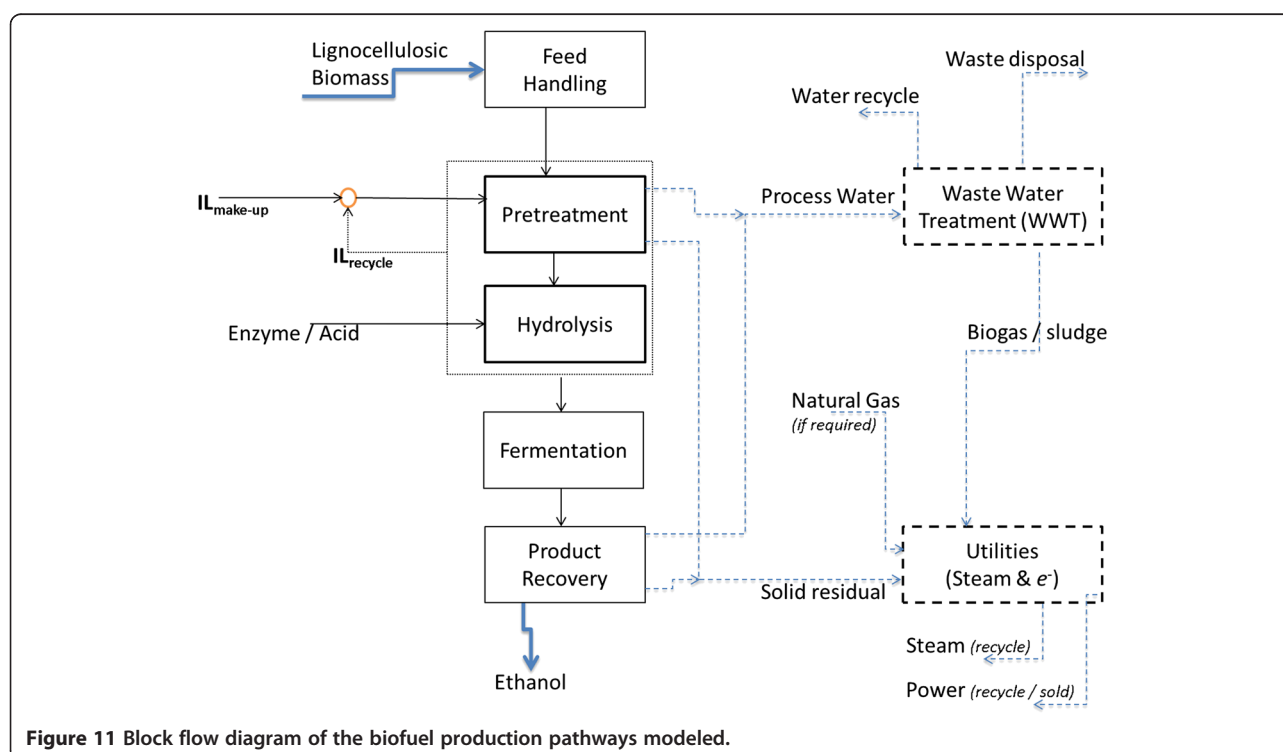 Lignocellulosic
Biomass
Feed
Handling
Waste disposal
Water recycle
IL make-up
Pretreatment
Process Water
Waste Water
Treatment (WWT)
IL recycle
Enzyme / Acid
Hydrolysis
Biogas / sludge
Natural Gas
(if required)
Fermentation
Product
Recovery
Utilities
(Steam & e-)
Solid residual
Steam (recycle)
Ethanol
Power (recycle / sold)
Figure 11 Block flow diagram of the biofuel production pathways modeled.